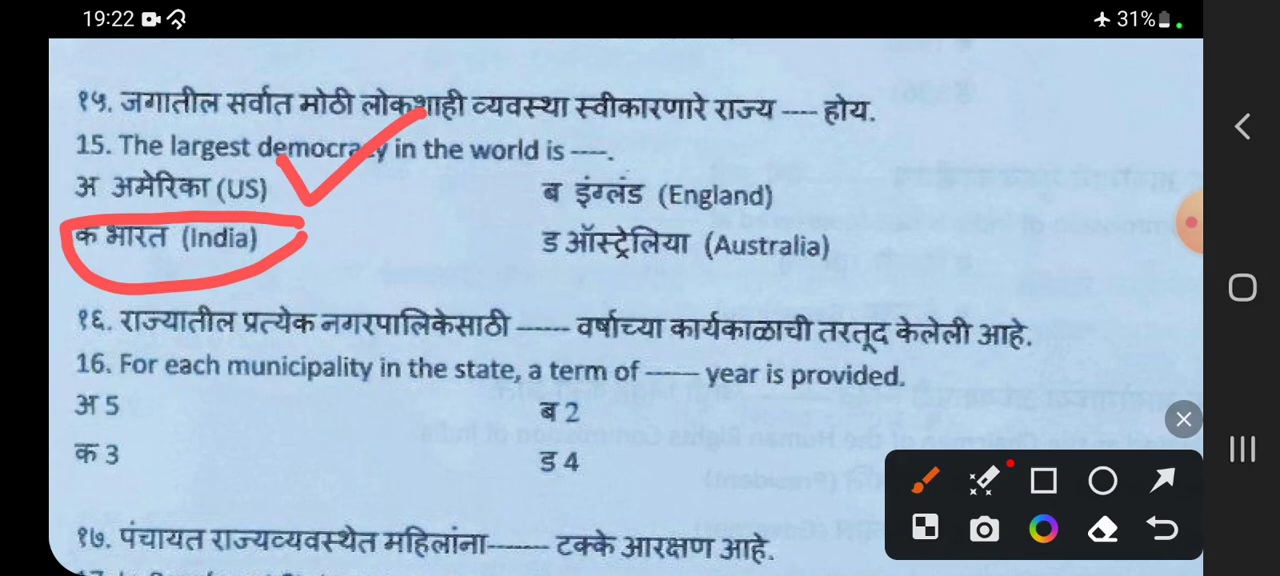 19:22
31%
१५. जगातील सर्वात मोठी लोकशाही व्यवस्था स्वीकारणारे राज्य ---- होय.
15. The largest democracy in the world is ----.
अ अमेरिका (US)
ब इंग्लंड (England)
क भारत (India)
ड ऑस्ट्रेलिया (Australia)
१६. राज्यातील प्रत्येक नगरपालिकेसाठी ------ वर्षाच्या कार्यकाळाची तरतूद केलेली आहे.
16. For each municipality in the state, a term of ------ year is provided.
अ 5
ब 2
क 3
ड 4
१७. पंचायत राज्यव्यवस्थेत महिलांना------- टक्के आरक्षण आहे.